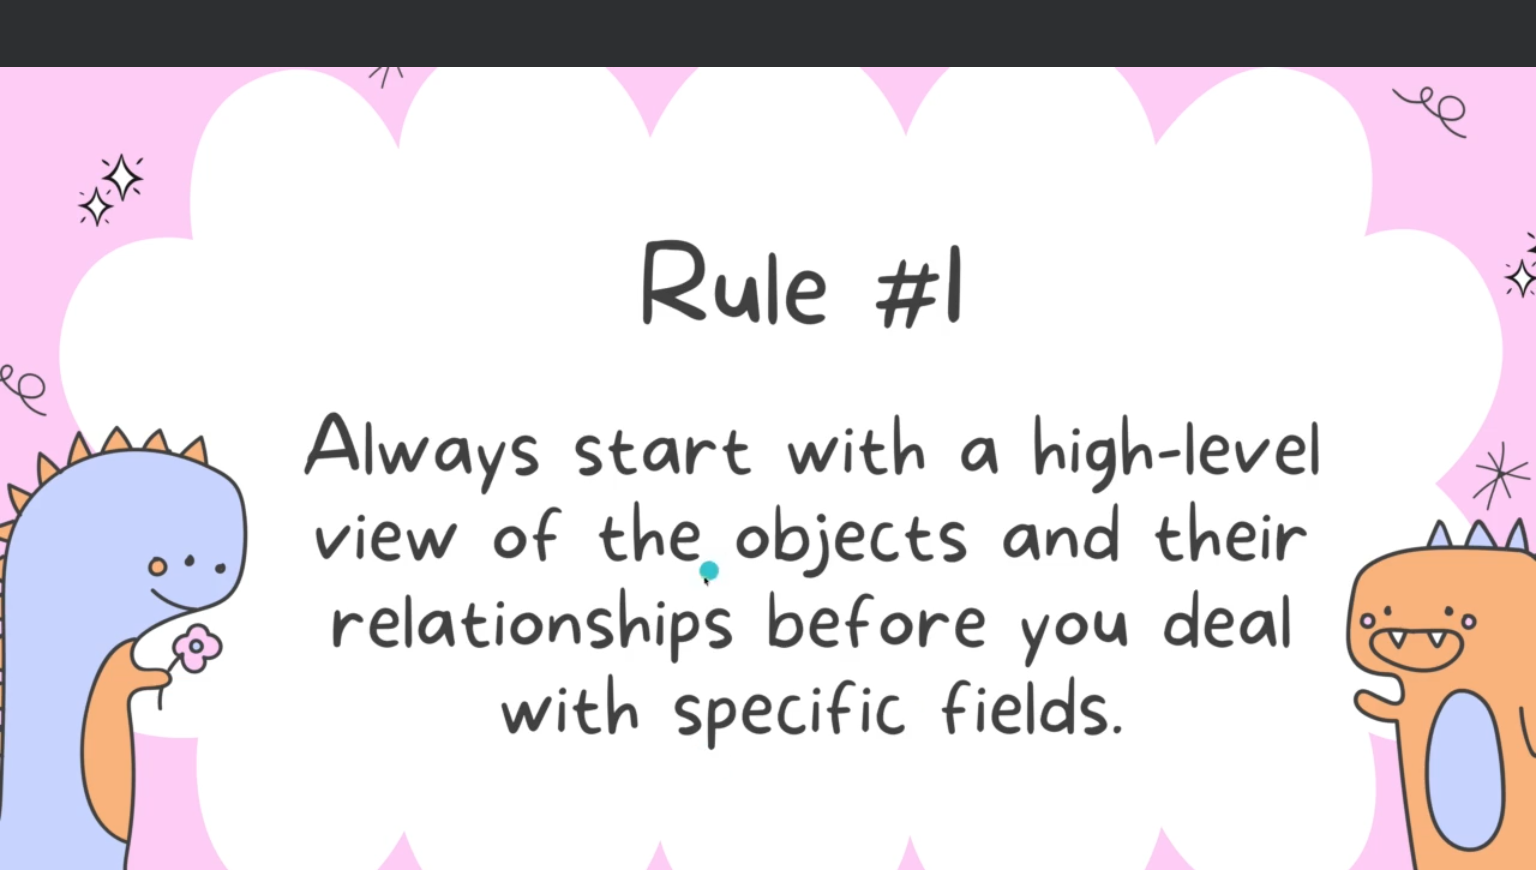 Rule #1
Always start with a high-level
view of the objects and their
relationships before you deal
with specific fields.